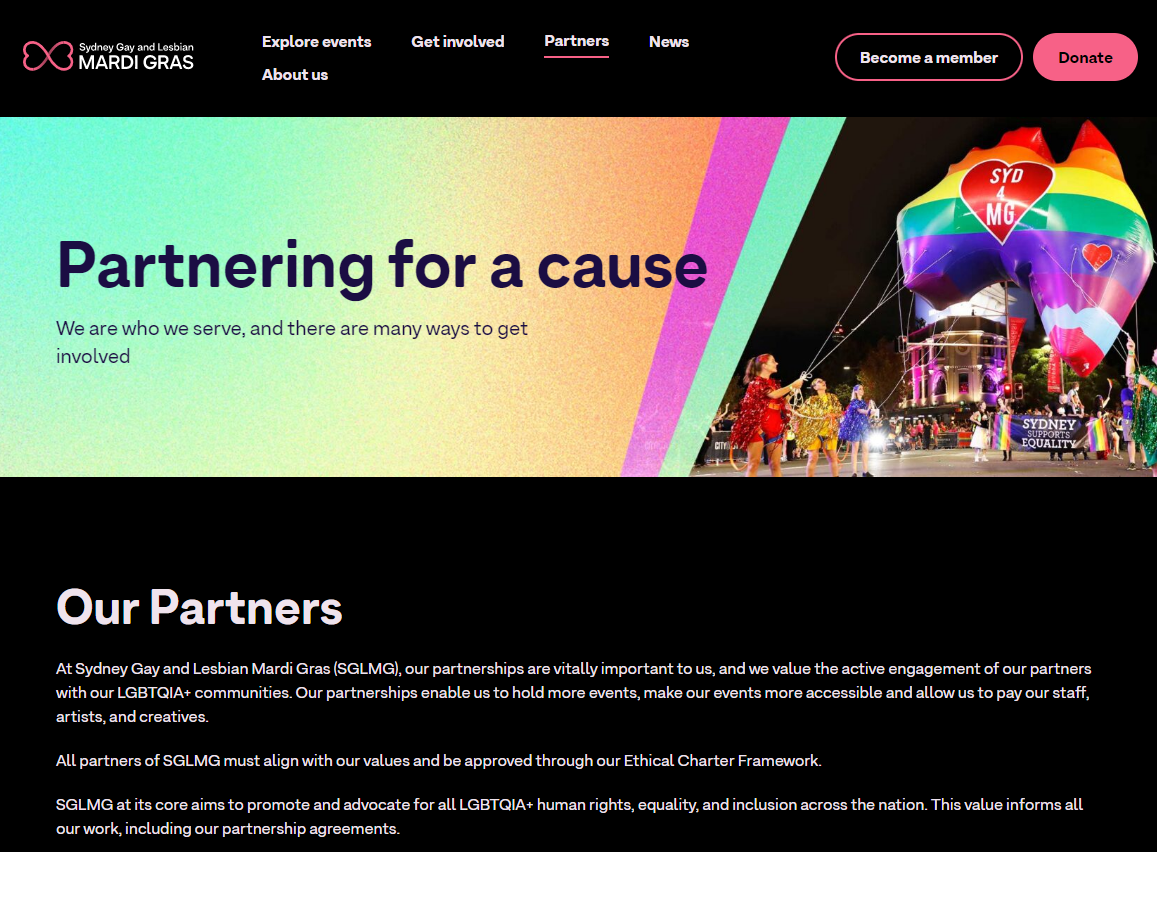 Sydney Gay and Lesbian
MARDI GRAS
Explore events
Get involved
Partners
News
About us
Become a member
Donate
Partnering for a cause
We are who we serve, and there are many ways to get
involved
SYD
4
MG
SYDNEY
SUPPORTS
EQUALITY
Our Partners
At Sydney Gay and Lesbian Mardi Gras (SGLMG), our partnerships are vitally important to us, and we value the active engagement of our partners
with our LGBTQIA+ communities. Our partnerships enable us to hold more events, make our events more accessible and allow us to pay our staff,
artists, and creatives.
All partners of SGLMG must align with our values and be approved through our Ethical Charter Framework.
SGLMG at its core aims to promote and advocate for all LGBTQIA+ human rights, equality, and inclusion across the nation. This value informs all
our work, including our partnership agreements.